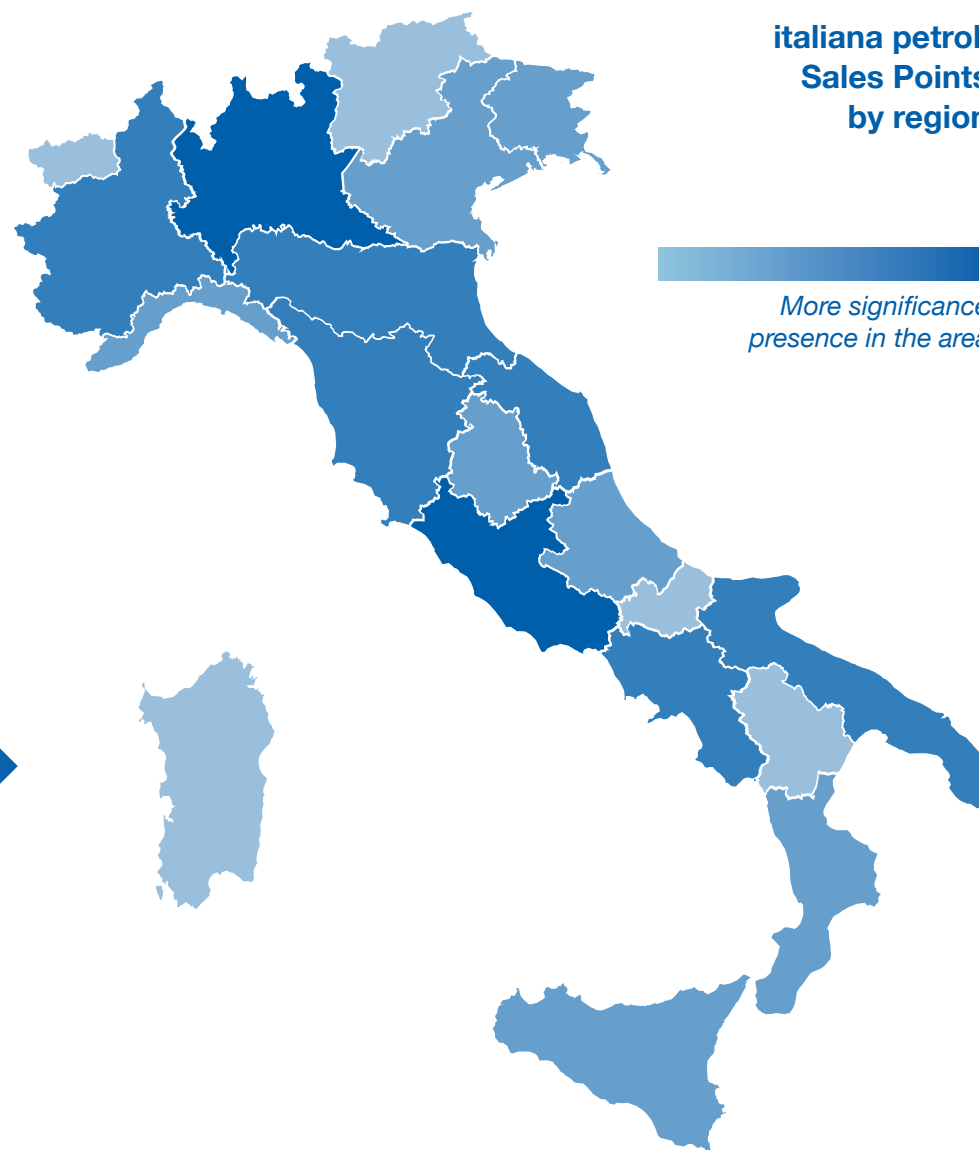 italiana petrol
Sales Points
by region
More significance
presence in the area